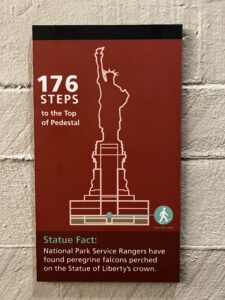 176
STEPS
to the Top
of Pedestal
Statue Fact:
National Park Service Rangers have
found peregrine falcons perched
on the Statue of Liberty's crown.